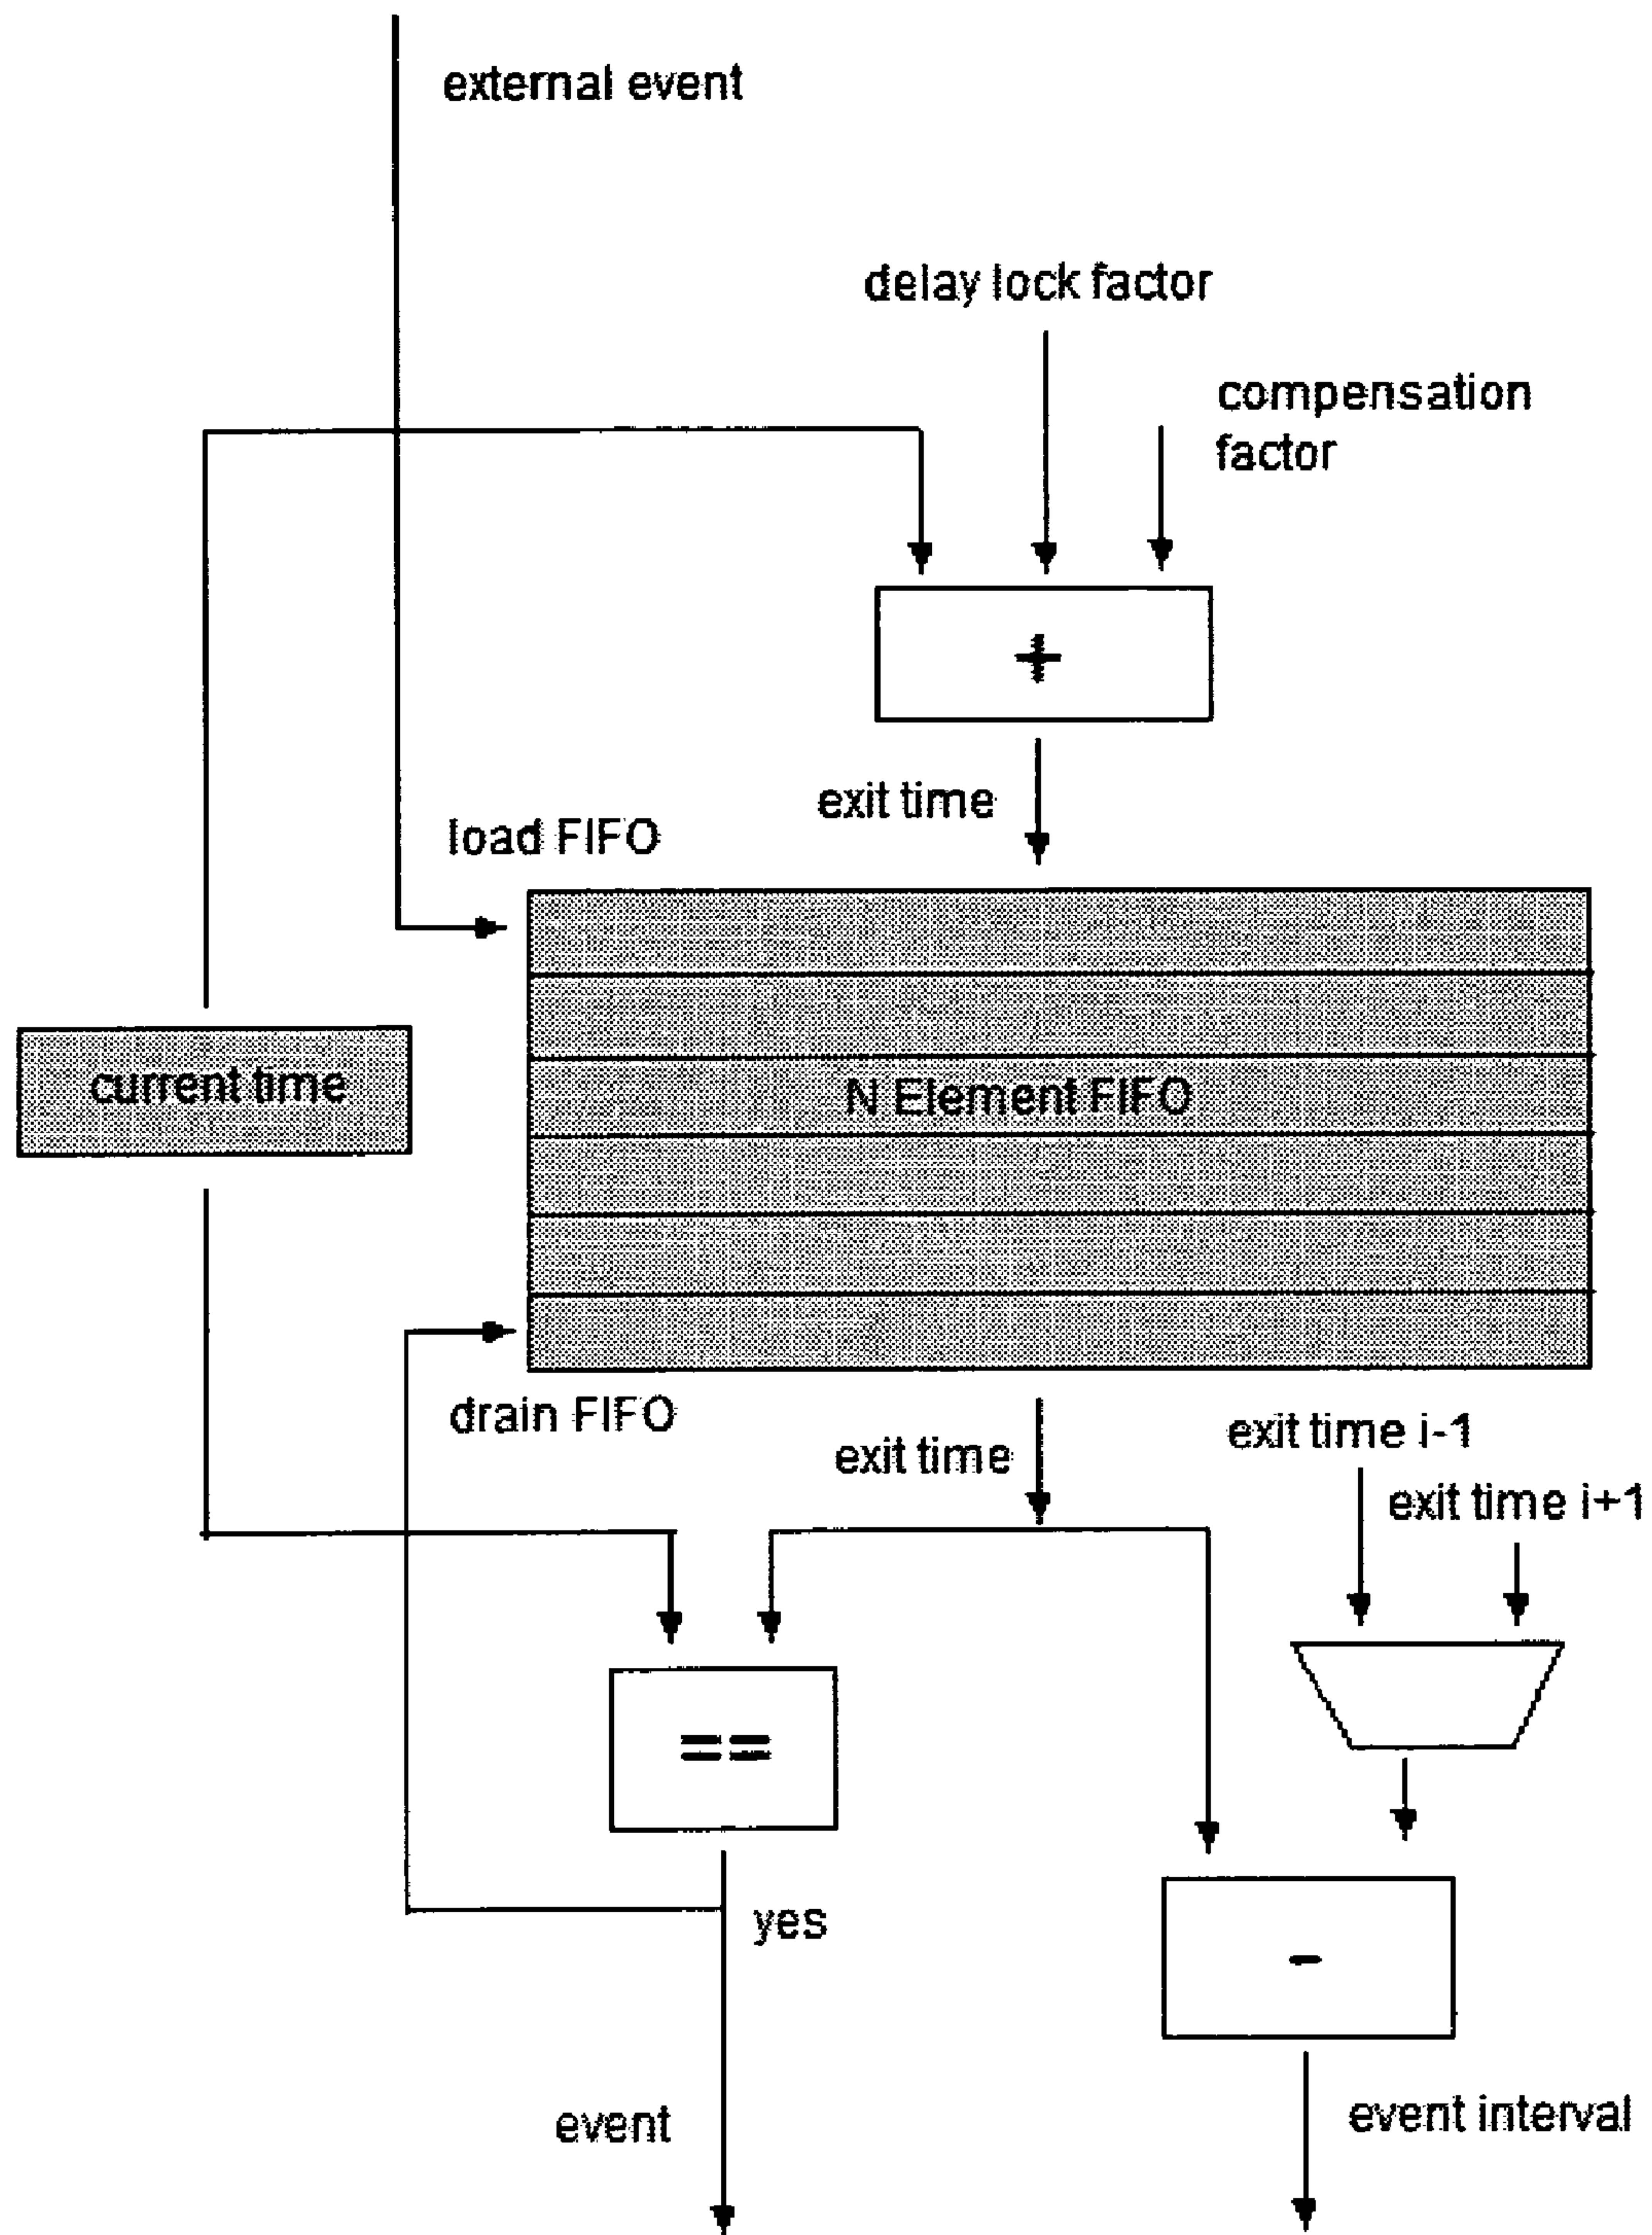 external event
delay lock factor
compensation
factor
+
exit time
load FIFO
current time
N Element FIFO
drain FIFO
exit time
exit time i-1
exit time i+1
==
yes
-
event
event interval